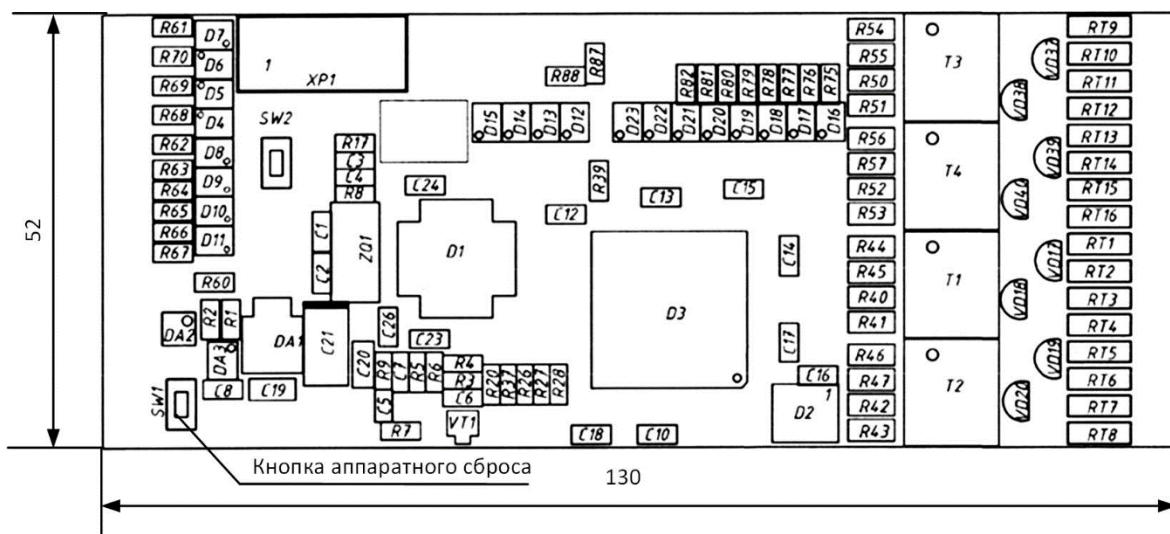 R61
D7
R70
D6
R69
D5
R68
D4
R62
D8
R63
D9
R64
R65
D10
R66
D11
R67
R60
1
XP1
SW2
R17
C3
C4
R8
C1
C2
ZQ1
C24
D1
R88
R87
D15
D14
D13
D12
R39
C12
C13
C15
R82
R81
R80
R79
R78
R77
R76
R75
D23
D22
D21
D20
D19
D18
D17
D16
C14
D3
C17
C16
1
D2
DA2
R2
R1
DA3
DA1
C21
C8
C19
SW1
C20
C26
C23
R9
C7
R5
R6
C5
R7
R4
R3
C6
VT1
R20
R37
R26
R27
R28
C18
C10
R54
R55
R50
R51
R56
R57
R52
R53
R44
R45
R40
R41
R46
R47
R42
R43
T3
T4
T1
T2
VD37
VD38
VD39
VD40
VD17
VD18
VD19
VD20
RT9
RT10
RT11
RT12
RT13
RT14
RT15
RT16
RT1
RT2
RT3
RT4
RT5
RT6
RT7
RT8
52
Кнопка аппаратного сброса
130